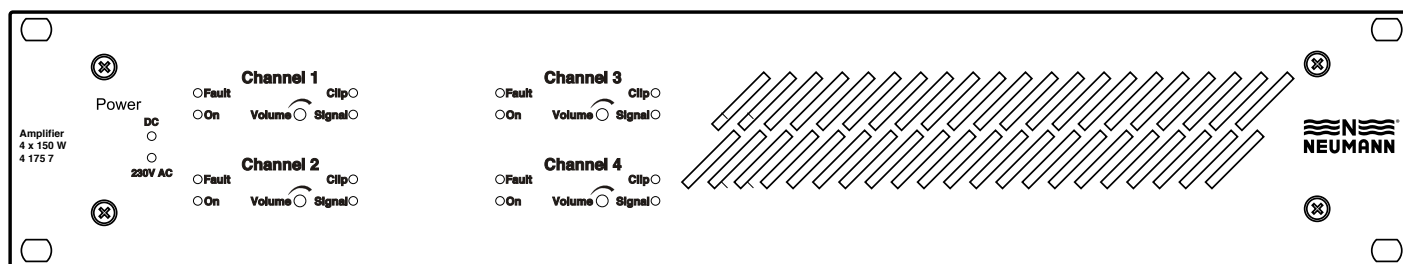 Amplifier
4 x 150 W
4 175 7
Power
DC
230V AC
Channel 1
Fault
Clip
On
Volume
Signal
Channel 2
Fault
Clip
On
Volume
Signal
Channel 3
Fault
Clip
On
Volume
Signal
Channel 4
Fault
Clip
On
Volume
Signal
N®
NEUMANN